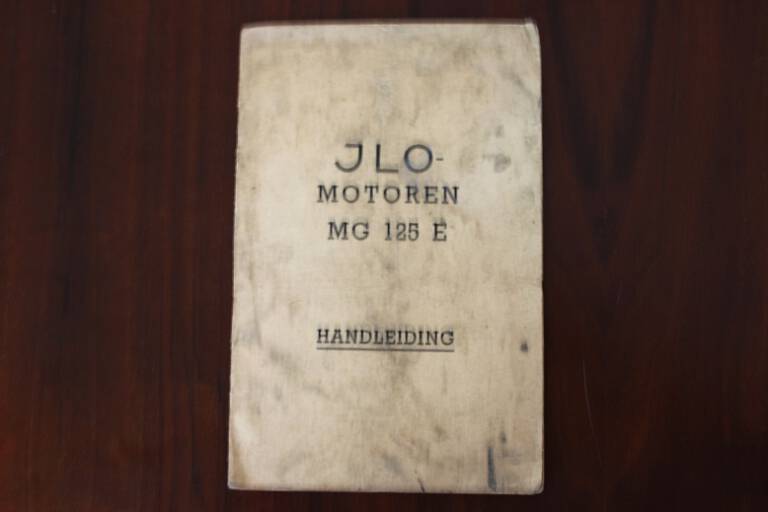 JLO-
MOTOREN
MG 125 E
HANDLEIDING